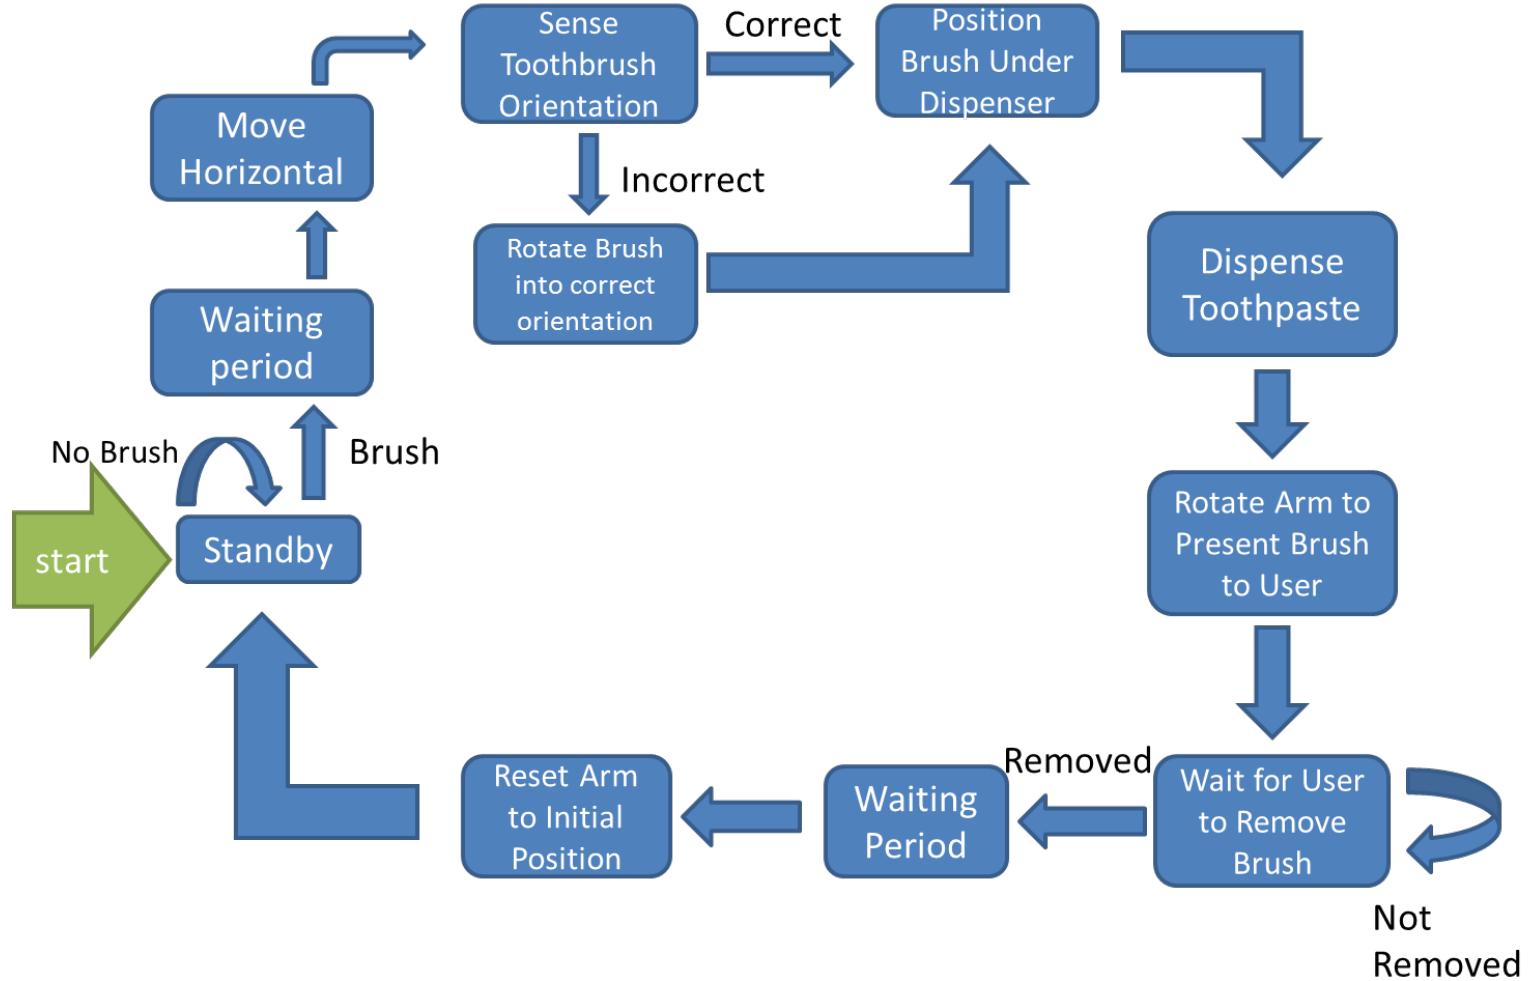 start
Standby
No Brush
Brush
Waiting
period
Move
Horizontal
Sense
Toothbrush
Orientation
Correct
Incorrect
Rotate Brush
into correct
orientation
Position
Brush Under
Dispenser
Dispense
Toothpaste
Rotate Arm to
Present Brush
to User
Wait for User
to Remove
Brush
Not
Removed
Removed
Waiting
Period
Reset Arm
to Initial
Position